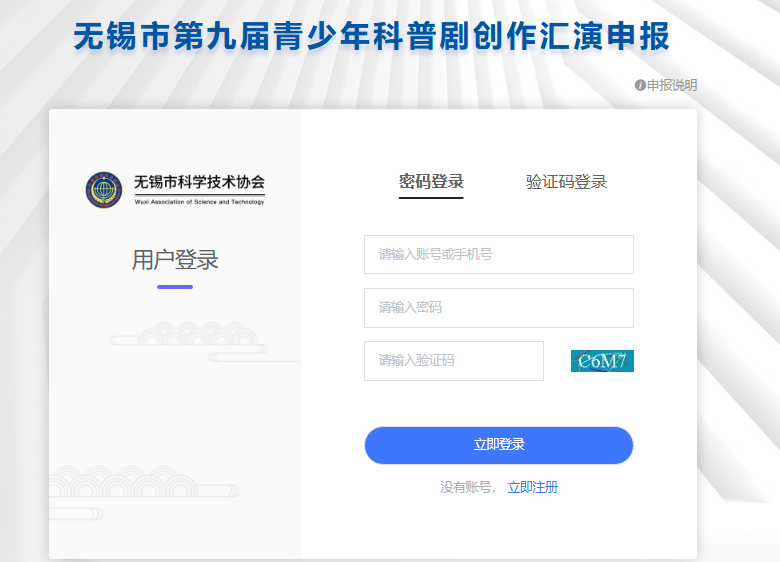 无锡市第九届青少年科普剧创作汇演申报
申报说明
无锡市科学技术协会
Wuxi Association of Science and Technology
用户登录
密码登录 验证码登录
请输入账号或手机号
请输入密码
请输入验证码 C6M7
立即登录
没有账号， 立即注册